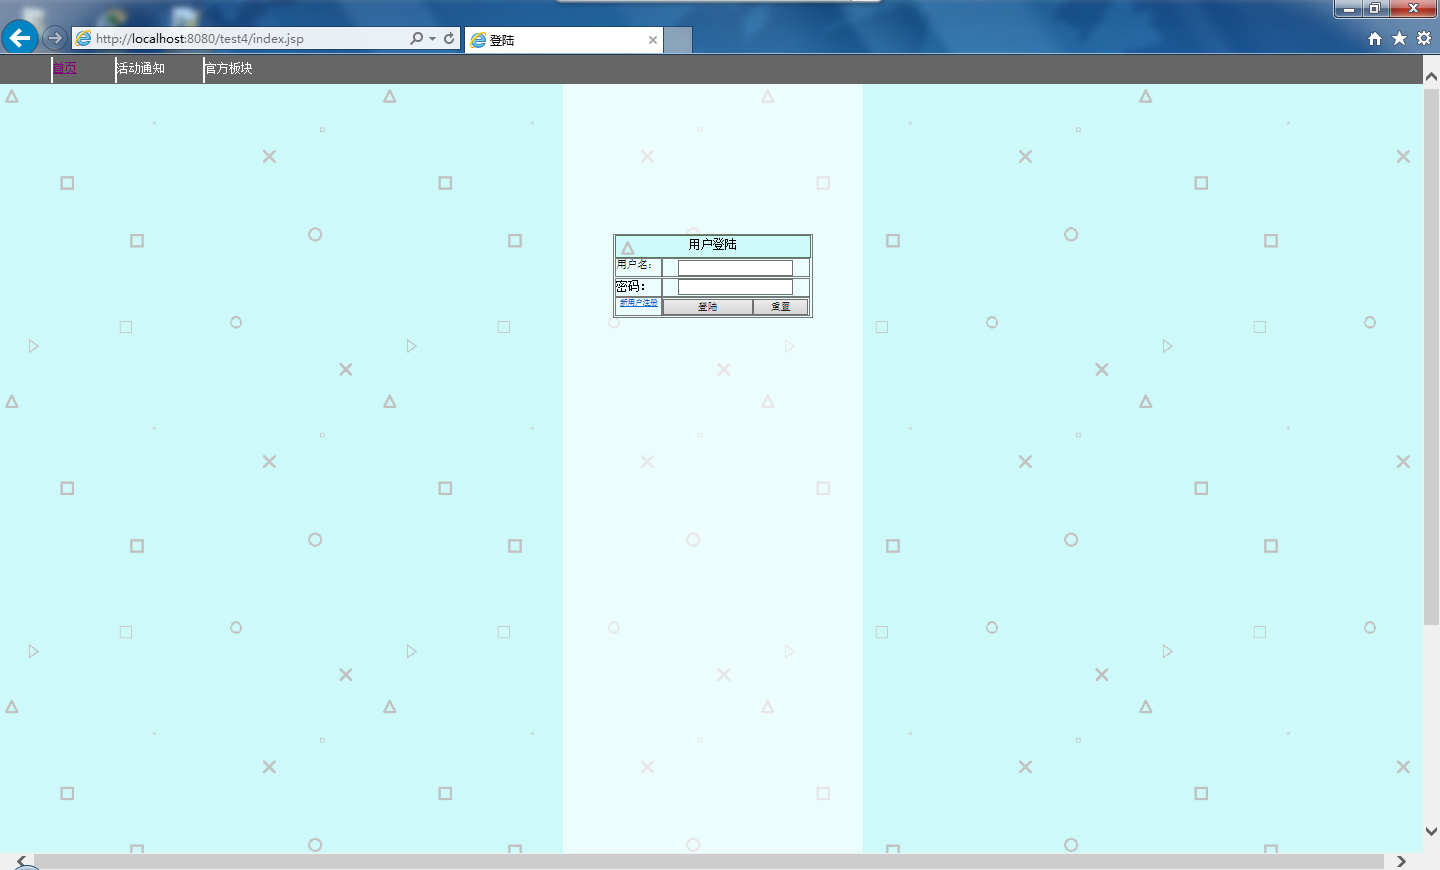 http://localhost:8080/test4/index.jsp
登陆
首页
活动通知
官方板块
用户登陆
用户名：
密码：
新用户注册
登陆
重置